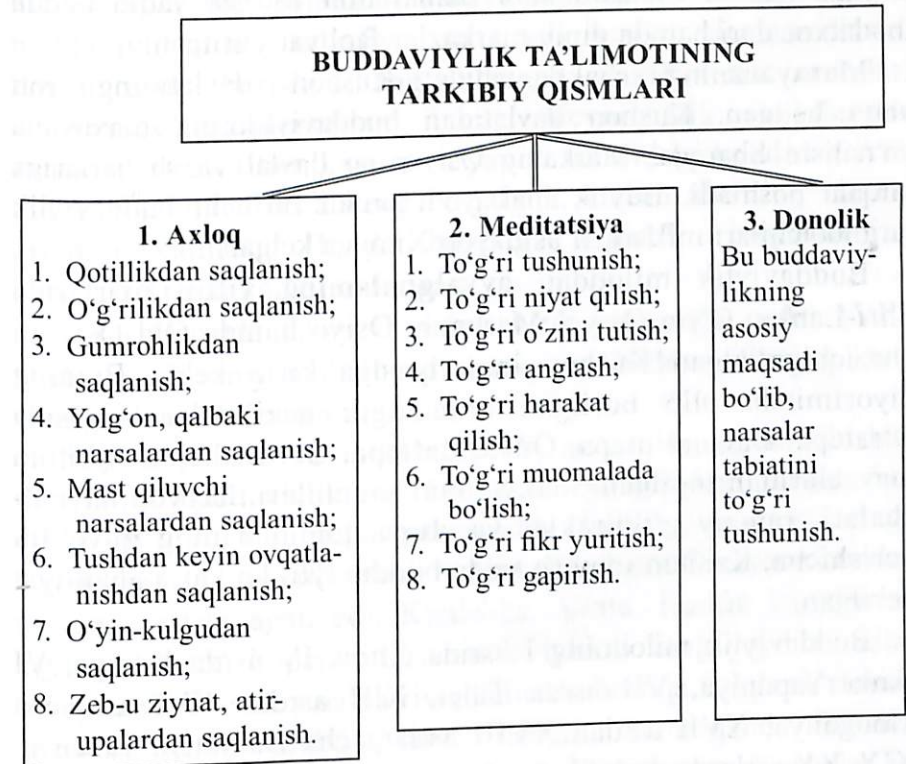 BUDDAVIYLIK TA’LIMOTINING
TARKIBIY QISMLARI
1. Axloq
1. Qotillikdan saqlanish;
2. O‘g‘rilikdan saqlanish;
3. Gumrohlikdan
saqlanish;
4. Yolg‘on, qalbaki
narsalardan saqlanish;
5. Mast qiluvchi
narsalardan saqlanish;
6. Tushdan keyin ovqatla-
nishdan saqlanish;
7. O‘yin-kulgudan
saqlanish;
8. Zeb-u ziynat, atir-
upalardan saqlanish.
2. Meditatsiya
1. To‘g‘ri tushunish;
2. To‘g‘ri niyat qilish;
3. To‘g‘ri o‘zini tutish;
4. To‘g‘ri anglash;
5. To‘g‘ri harakat
qilish;
6. To‘g‘ri muomalada
bo‘lish;
7. To‘g‘ri fikr yuritish;
8. To‘g‘ri gapirish.
3. Donolik
Bu buddaviy-
likning
asosiy
maqsadi
bo‘lib,
narsalar
tabiatini
to‘g‘ri
tushunish.